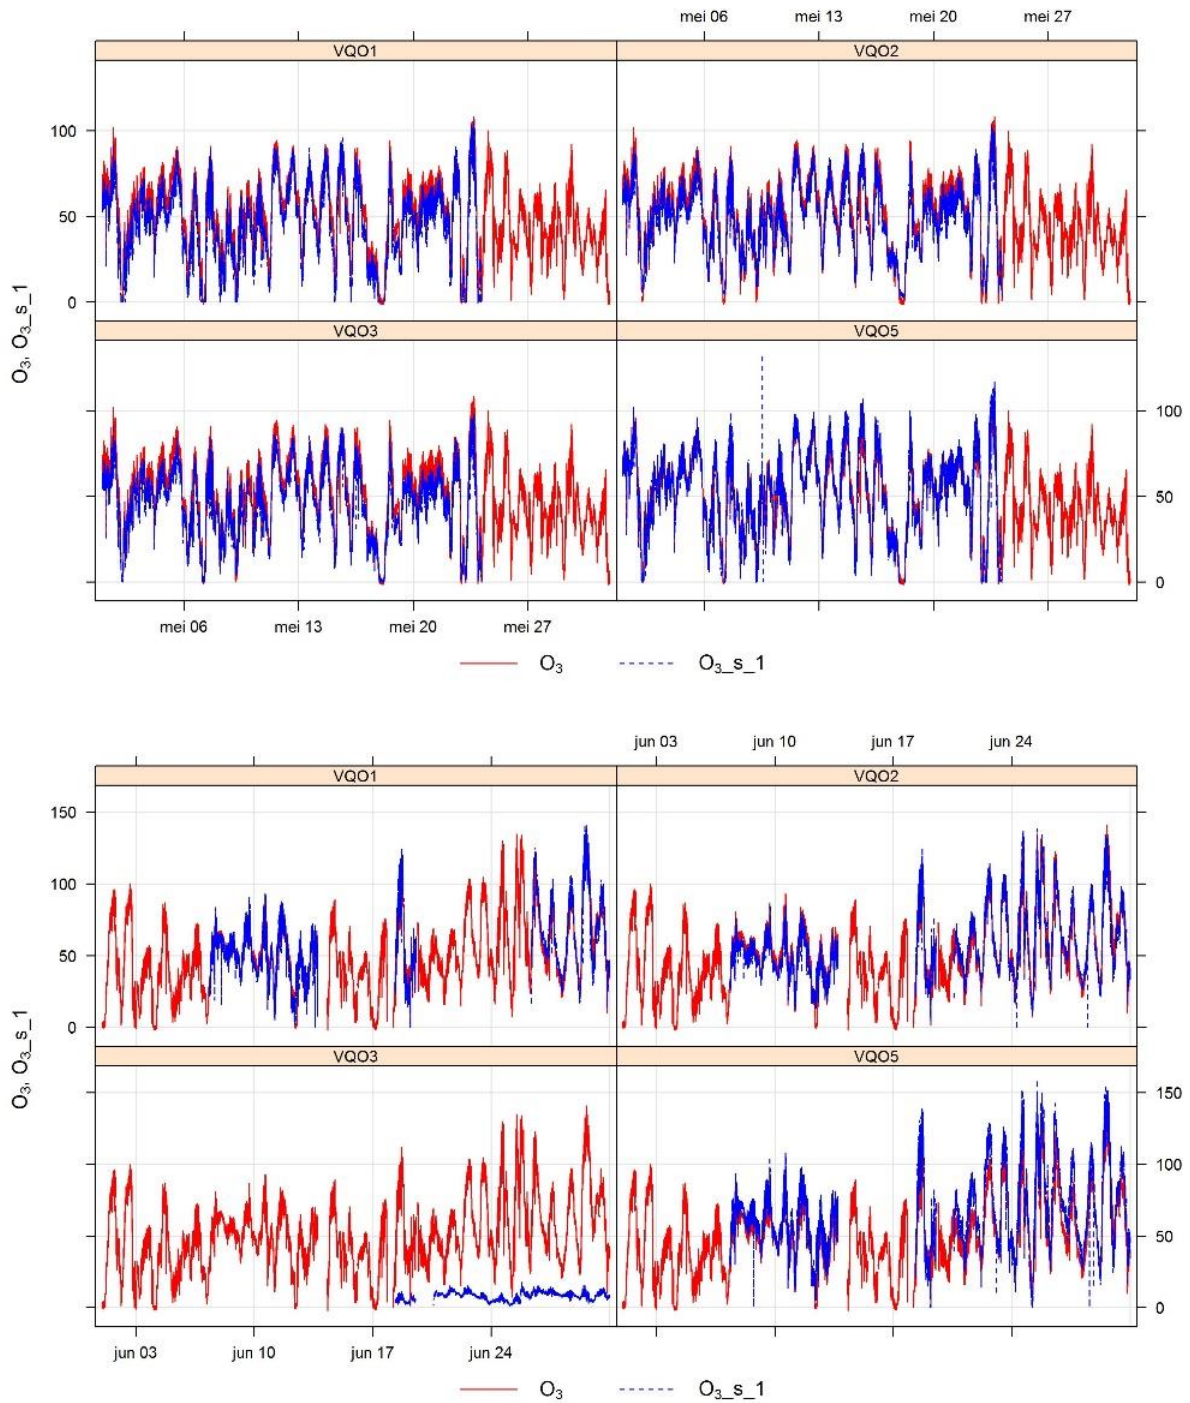 mei 06 mei 13 mei 20 mei 27
VQO1 VQO2
100
50
0
VQO3 VQO5
100
50
0
O₃, O₃_s_1
mei 06 mei 13 mei 20 mei 27
O₃ O₃_s_1
jun 03 jun 10 jun 17 jun 24
VQO1 VQO2
150
100
50
0
VQO3 VQO5
150
100
50
0
O₃, O₃_s_1
jun 03 jun 10 jun 17 jun 24
O₃ O₃_s_1